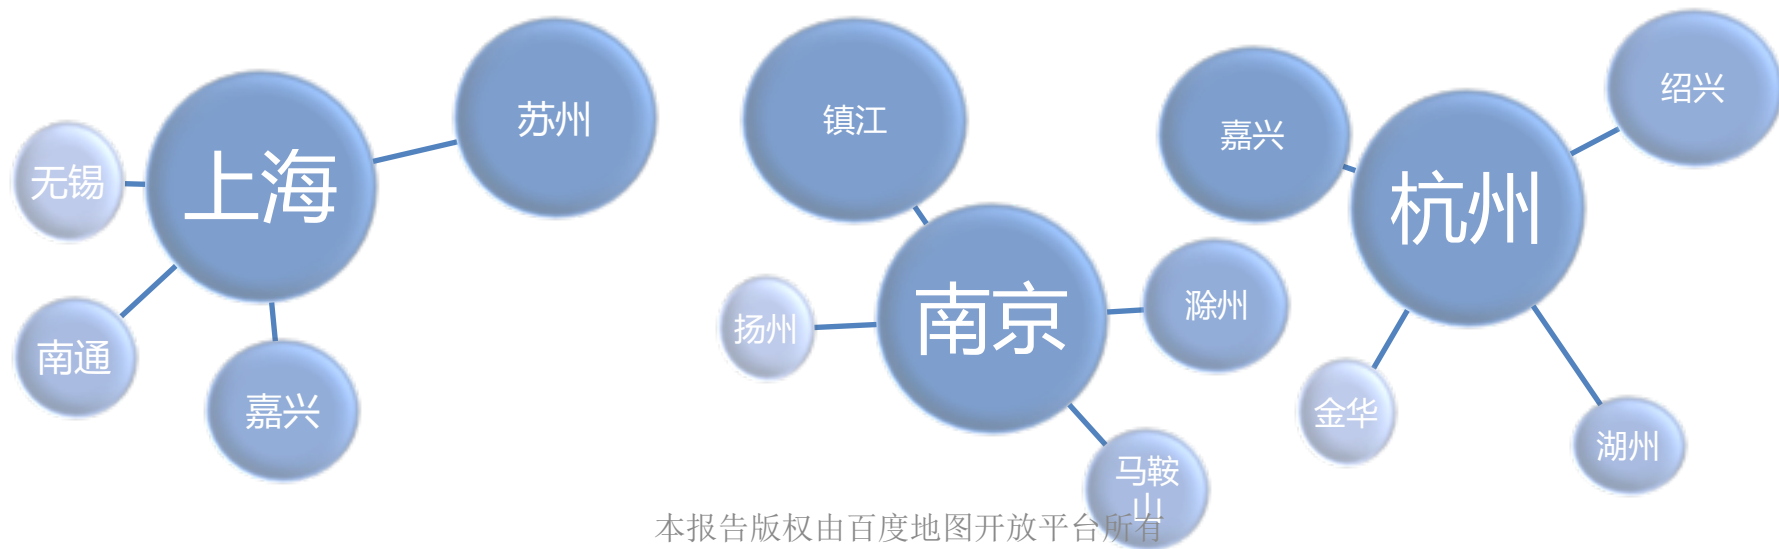 无锡
上海
苏州
南通
嘉兴
镇江
扬州
南京
滁州
马鞍
山
嘉兴
杭州
绍兴
金华
湖州
本报告版权由百度地图开放平台所有